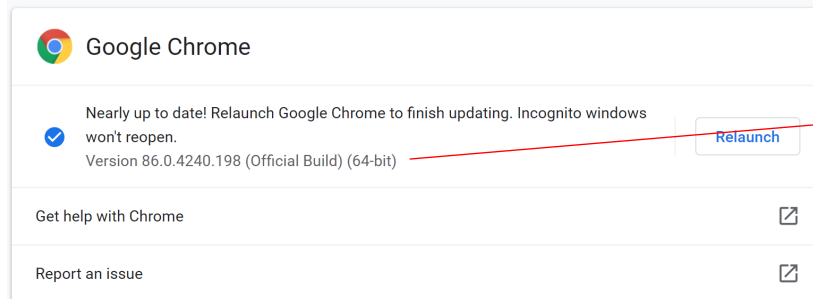 Google Chrome
Nearly up to date! Relaunch Google Chrome to finish updating. Incognito windows
won't reopen.
Relaunch
Version 86.0.4240.198 (Official Build) (64-bit)
Get help with Chrome
Report an issue